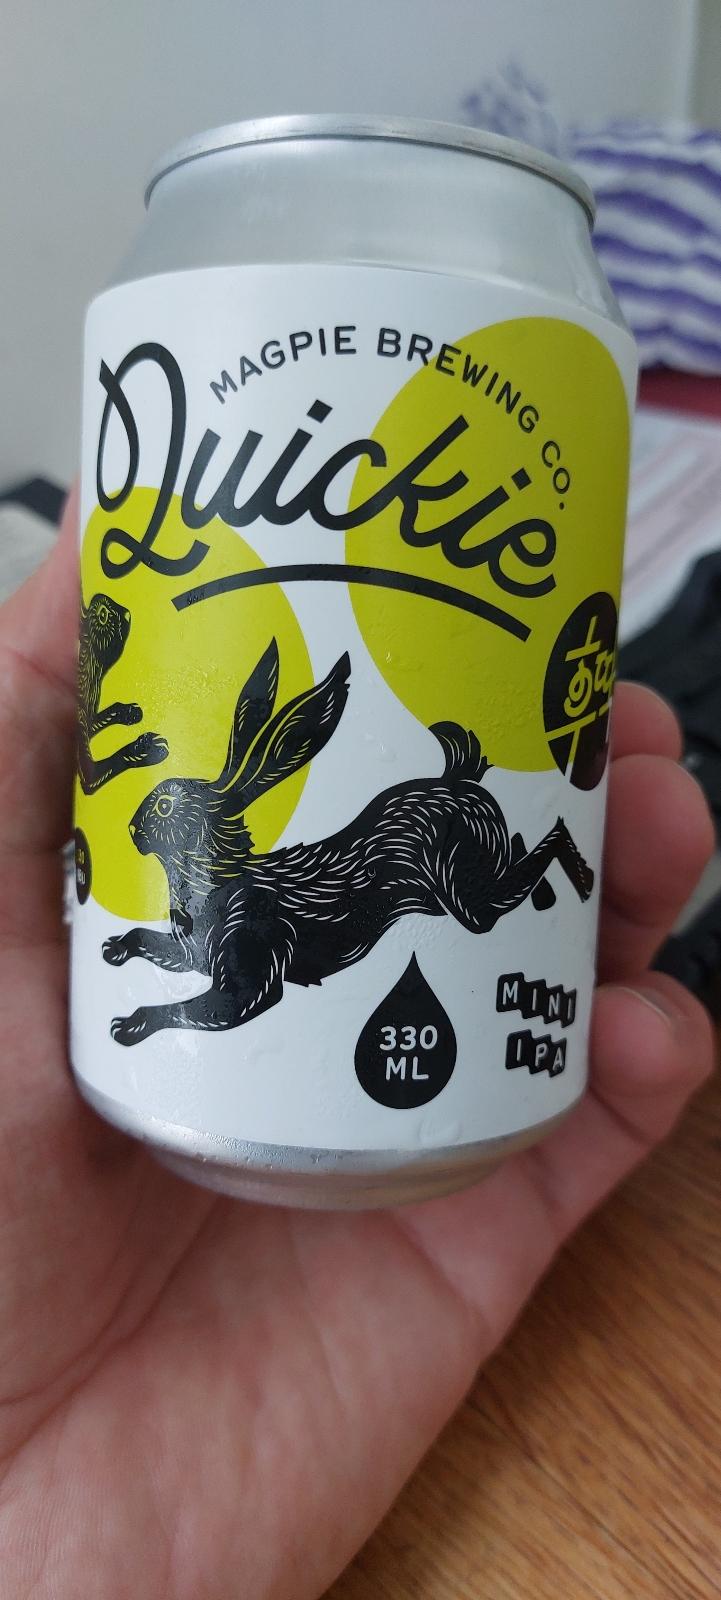 MAGPIE BREWING CO.
Quickie
330
ML
MINI
IPA